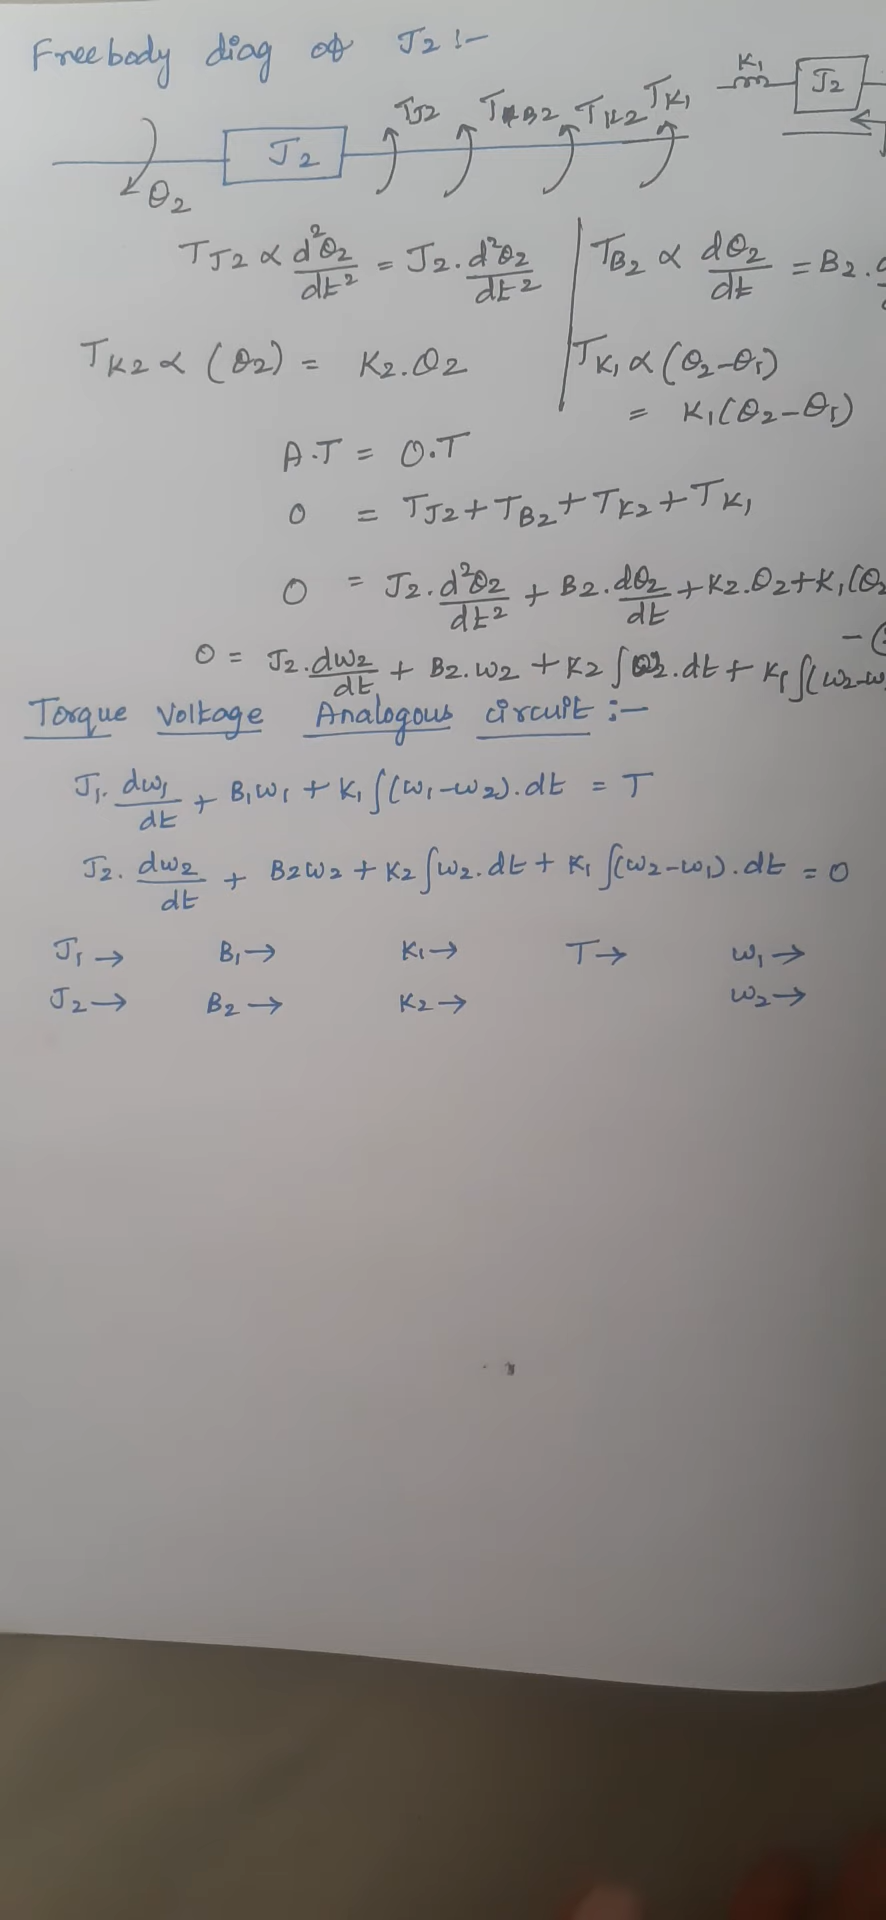 Freebody diag of J2 :-
K1 J2
TJ2 TB2 TK2 TK1
J2
θ2
TJ2 ∝ d²θ2/dt² = J2. d²θ2/dt² | TB2 ∝ dθ2/dt = B2.
TK2 ∝ (θ2) = K2.θ2 | TK1 ∝ (θ2-θ1)
= K1(θ2-θ1)
A.T = O.T
0 = TJ2 + TB2 + TK2 + TK1
0 = J2. d²θ2/dt² + B2. dθ2/dt + K2.θ2 + K1(θ2
0 = J2. dω2/dt + B2.ω2 + K2 ∫ω2.dt + K1 ∫(ω2-ω
Torque Voltage Analogous circuit :-
J1. dω1/dt + B1ω1 + K1 ∫(ω1-ω2).dt = T
J2. dω2/dt + B2ω2 + K2 ∫ω2.dt + K1 ∫(ω2-ω1).dt = 0
J1→ B1→ K1→ T→ ω1→
J2→ B2→ K2→ ω2→